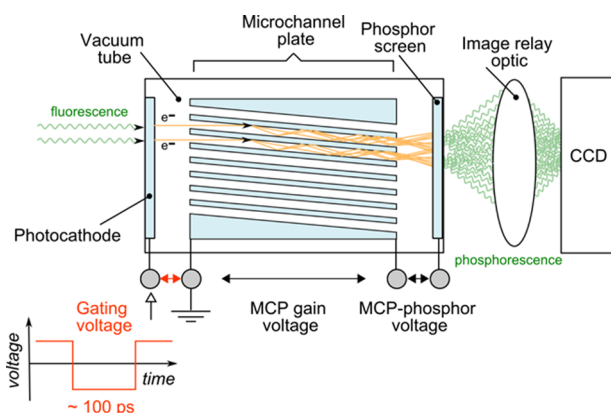 Microchannel
plate
Phosphor
screen
Image relay
optic
Vacuum
tube
fluorescence
e–
e–
CCD
Photocathode
phosphorescence
Gating
voltage
MCP gain
voltage
MCP-phosphor
voltage
voltage
time
~ 100 ps